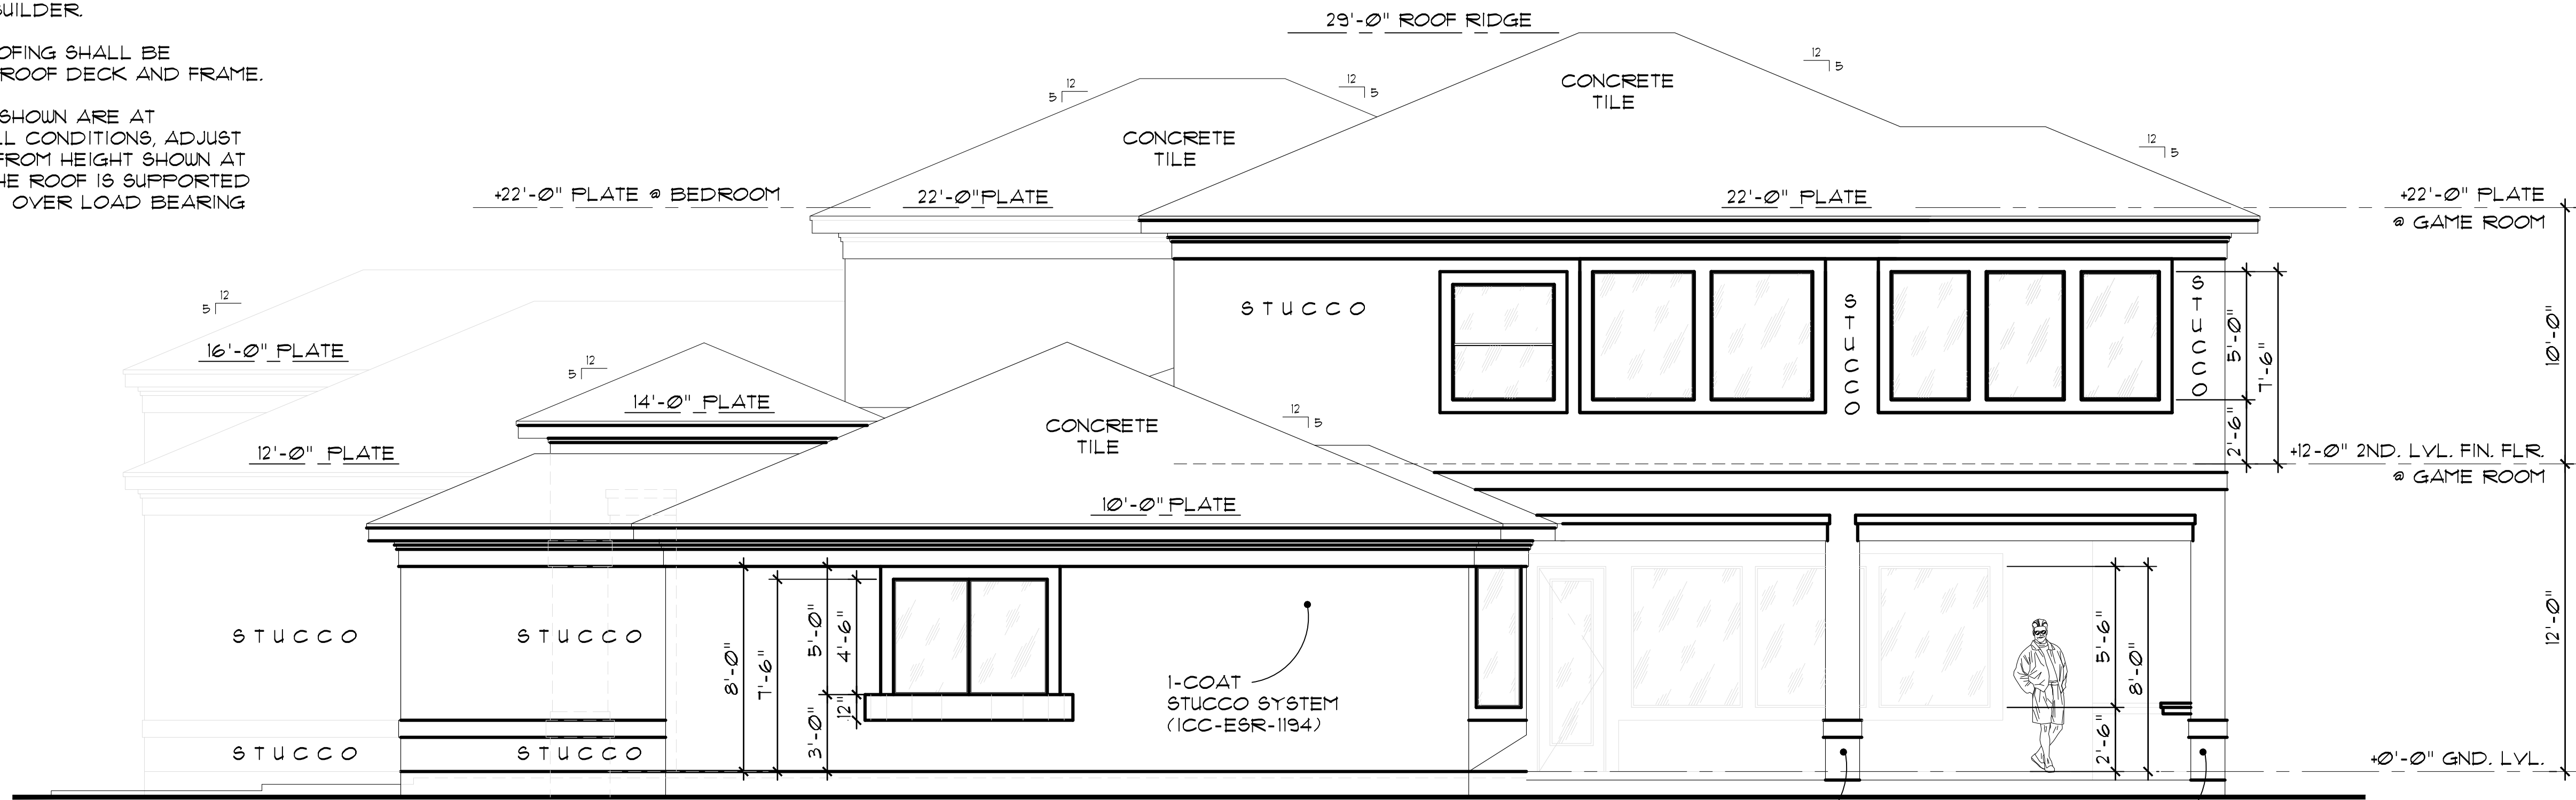 BUILDER.
OFING SHALL BE
ROOF DECK AND FRAME.
SHOWN ARE AT
LL CONDITIONS, ADJUST
FROM HEIGHT SHOWN AT
HE ROOF IS SUPPORTED
OVER LOAD BEARING
29'-0" ROOF RIDGE
12
5
12
5
12
5
12
5
CONCRETE
TILE
CONCRETE
TILE
+22'-0" PLATE @ BEDROOM
22'-0" PLATE
22'-0" PLATE
+22'-0" PLATE
@ GAME ROOM
12
5
16'-0" PLATE
STUCCO
STUCCO
STUCCO
5'-0"
7'-6"
2'-6"
10'-0"
12
5
14'-0" PLATE
12
5
CONCRETE
TILE
12'-0" PLATE
+12-0" 2ND. LVL. FIN. FLR.
@ GAME ROOM
10'-0" PLATE
STUCCO
STUCCO
8'-0"
7'-6"
5'-0"
4'-6"
3'-0"
12"
1-COAT
STUCCO SYSTEM
(ICC-ESR-1194)
5'-6"
8'-0"
2'-6"
12'-0"
STUCCO
STUCCO
+0'-0" GND. LVL.